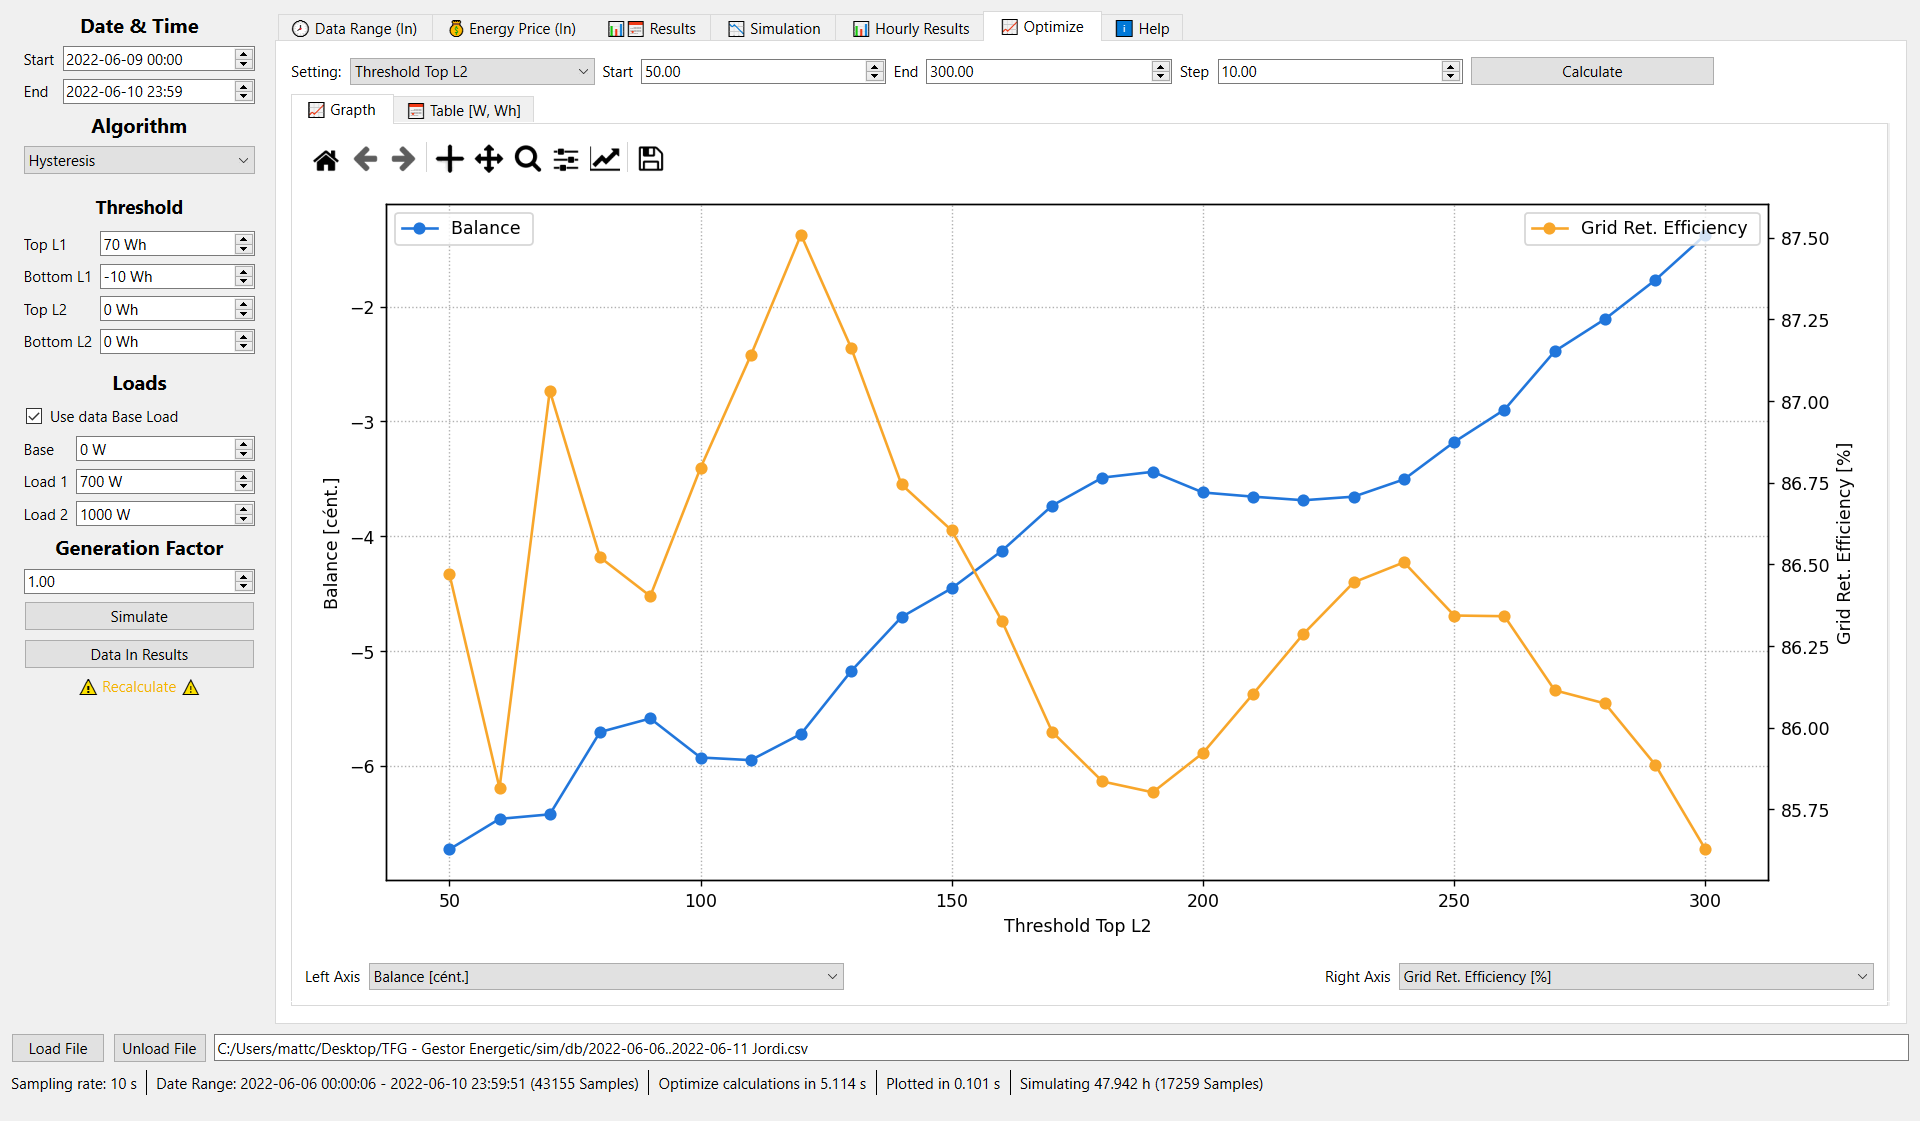 Date & Time
Start 2022-06-09 00:00
End 2022-06-10 23:59
Algorithm
Hysteresis
Threshold
Top L1 70 Wh
Bottom L1 -10 Wh
Top L2 0 Wh
Bottom L2 0 Wh
Loads
Use data Base Load
Base 0 W
Load 1 700 W
Load 2 1000 W
Generation Factor
1.00
Simulate
Data In Results
Recalculate
Data Range (In) Energy Price (In) Results Simulation Hourly Results Optimize Help
Setting: Threshold Top L2 Start 50.00 End 300.00 Step 10.00 Calculate
Grapth Table [W, Wh]
Balance
Grid Ret. Efficiency
Balance [cént.]
−2
−3
−4
−5
−6
87.50
87.25
87.00
86.75
86.50
86.25
86.00
85.75
Grid Ret. Efficiency [%]
50 100 150 200 250 300
Threshold Top L2
Left Axis Balance [cént.] Right Axis Grid Ret. Efficiency [%]
Load File Unload File C:/Users/mattc/Desktop/TFG - Gestor Energetic/sim/db/2022-06-06..2022-06-11 Jordi.csv
Sampling rate: 10 s Date Range: 2022-06-06 00:00:06 - 2022-06-10 23:59:51 (43155 Samples) Optimize calculations in 5.114 s Plotted in 0.101 s Simulating 47.942 h (17259 Samples)